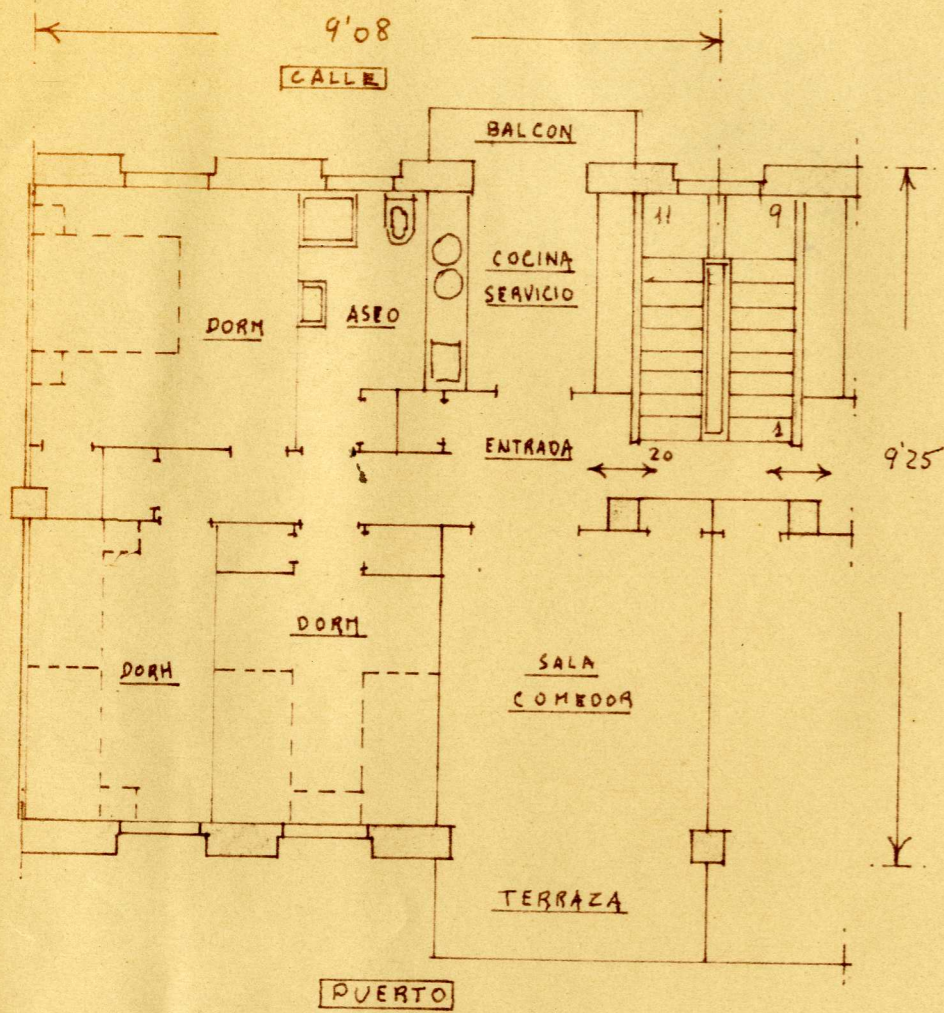 9'08
CALLE
BALCON
11
9
COCINA
SERVICIO
DORM
ASEO
1
ENTRADA
20
9'25
DORM
DORM
SALA
COMEDOR
TERRAZA
PUERTO